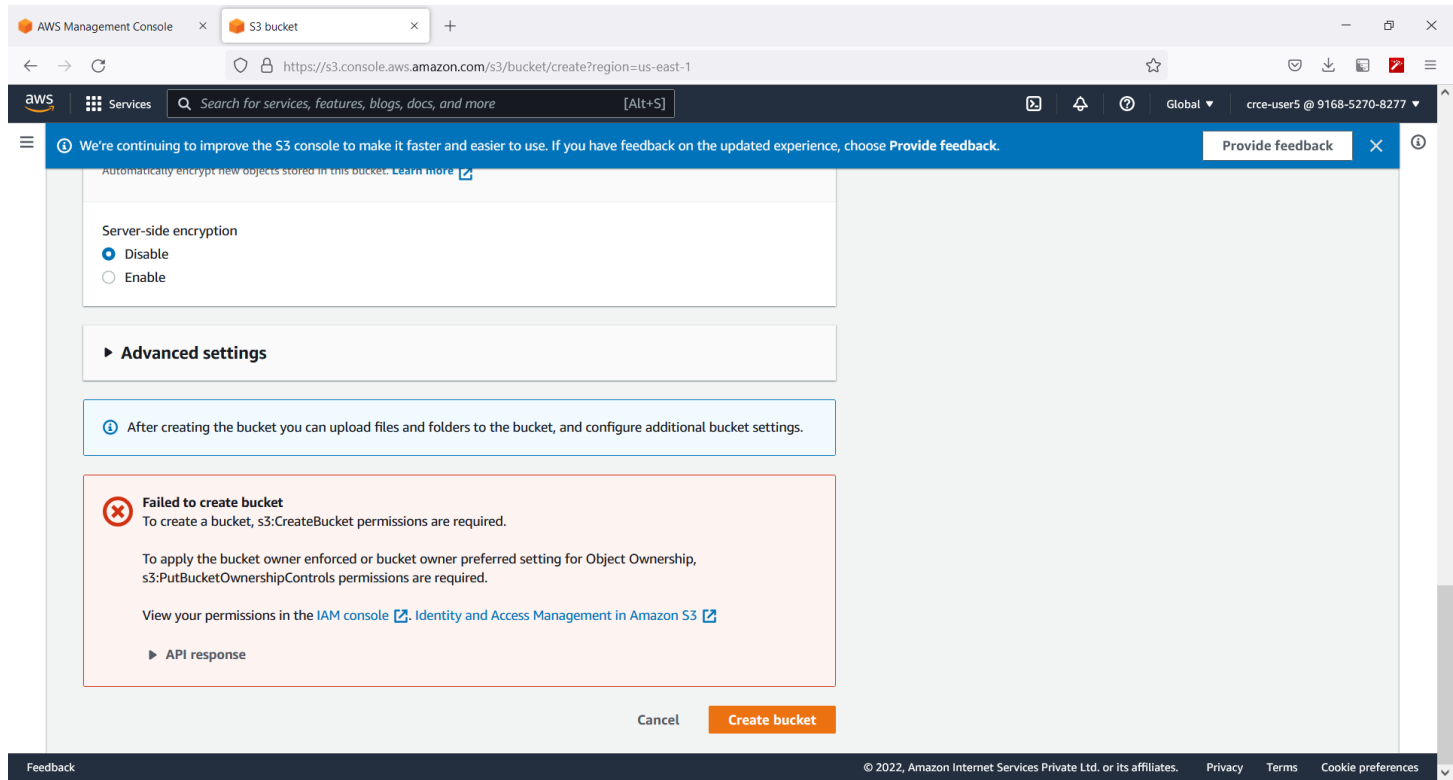 AWS Management Console
S3 bucket
https://s3.console.aws.amazon.com/s3/bucket/create?region=us-east-1
aws
Services
Search for services, features, blogs, docs, and more
[Alt+S]
Global
crce-user5 @ 9168-5270-8277
We're continuing to improve the S3 console to make it faster and easier to use. If you have feedback on the updated experience, choose Provide feedback.
Provide feedback
Automatically encrypt new objects stored in this bucket. Learn more
Server-side encryption
Disable
Enable
Advanced settings
After creating the bucket you can upload files and folders to the bucket, and configure additional bucket settings.
Failed to create bucket
To create a bucket, s3:CreateBucket permissions are required.
To apply the bucket owner enforced or bucket owner preferred setting for Object Ownership,
s3:PutBucketOwnershipControls permissions are required.
View your permissions in the IAM console . Identity and Access Management in Amazon S3
API response
Cancel
Create bucket
Feedback
© 2022, Amazon Internet Services Private Ltd. or its affiliates.
Privacy
Terms
Cookie preferences